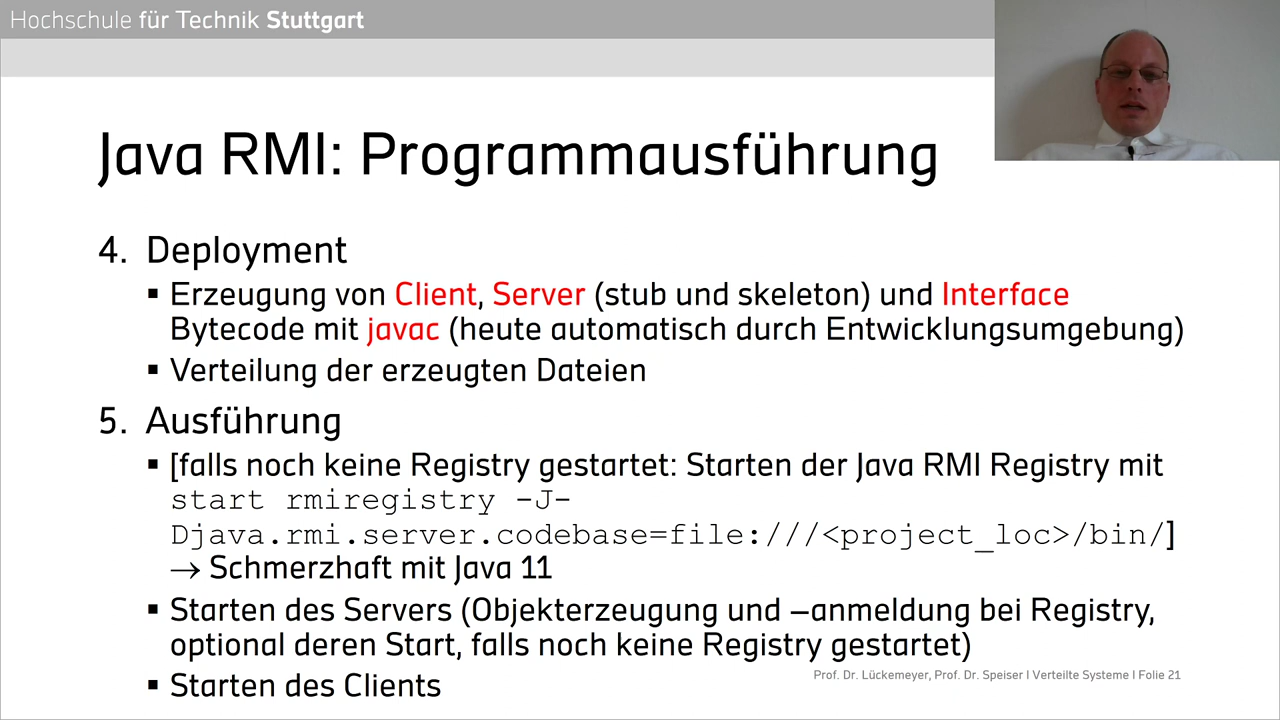 Hochschule für Technik Stuttgart
Java RMI: Programmausführung
4. Deployment
▪ Erzeugung von Client, Server (stub und skeleton) und Interface
Bytecode mit javac (heute automatisch durch Entwicklungsumgebung)
▪ Verteilung der erzeugten Dateien
5. Ausführung
▪ [falls noch keine Registry gestartet: Starten der Java RMI Registry mit
start rmiregistry -J-
Djava.rmi.server.codebase=file:///<project_loc>/bin/]
→ Schmerzhaft mit Java 11
▪ Starten des Servers (Objekterzeugung und –anmeldung bei Registry,
optional deren Start, falls noch keine Registry gestartet)
▪ Starten des Clients
Prof. Dr. Lückemeyer, Prof. Dr. Speiser I Verteilte Systeme I Folie 21